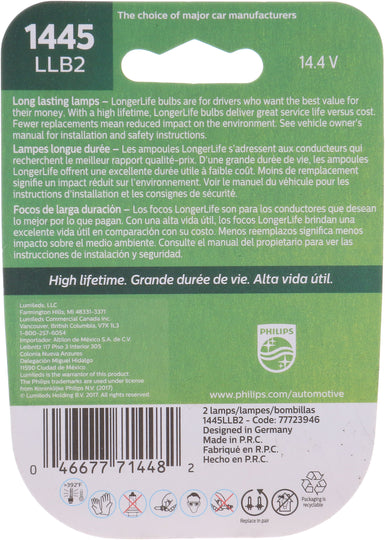 The choice of major car manufacturers
1445
LLB2
14.4 V
Long lasting lamps – LongerLife bulbs are for drivers who want the best value for
their money. With a high lifetime, LongerLife bulbs deliver great service life versus cost.
Fewer replacements mean reduced impact on the environment. See vehicle owner's
manual for installation and safety instructions.
Lampes longue durée – Les ampoules LongerLife s'adressent aux conducteurs qui
recherchent le meilleur rapport qualité-prix. D'une grande durée de vie, les ampoules
LongerLife offrent une excellente durée utile à faible coût. Moins de remplacement
signifie un impact réduit sur l'environnement. Voir le manuel du véhicule pour les
instructions d'installation et les consignes de sécurité.
Focos de larga duración – Los focos LongerLife son para los conductores que desean
lo mejor por lo que pagan. Con una alta vida útil, los focos LongerLife brindan una
excelente vida útil en comparación con su costo. Menos reemplazos significa menos
impacto sobre el medio ambiente. Consulte el manual del propietario para ver las
instrucciones de instalación y seguridad.
High lifetime. Grande durée de vie. Alta vida útil.
Lumileds, LLC
Farmington Hills, MI 48331-3371
Lumileds Commercial Canada Inc.
Vancouver, British Columbia, V7X 1L3
1-800-257-6054
Importador: Altion de México S.A. de C.V.
Leibnitz 117 Piso 3 Interior 305
Colonia Nueva Anzures
Delegación Miguel Hidalgo
11590 Ciudad de México
Lumileds is the warrantor of this product.
The Philips trademarks are used under license
from Koninklijke Philips N.V. (2017)
© Lumileds Holding B.V. 2017. All rights reserved.
PHILIPS
www.philips.com/automotive
2 lamps/lampes/bombillas
1445LLB2 - Code: 77723946
Designed in Germany
Made in P.R.C.
Fabriqué en R.P.C.
Hecho en P.R.C.
0 46677 71448 2
>392°F
Replace in pair
Packaging is
recyclable